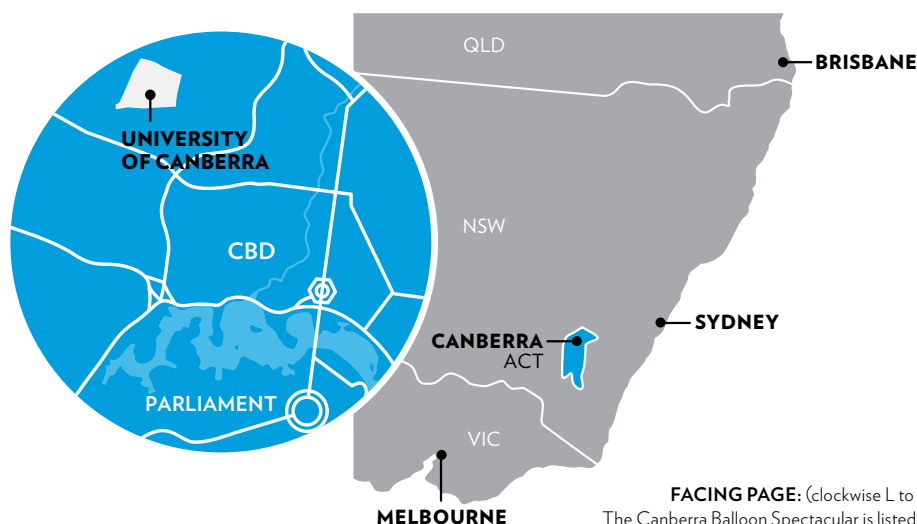 QLD
BRISBANE
UNIVERSITY
OF CANBERRA
NSW
CBD
SYDNEY
CANBERRA
ACT
PARLIAMENT
VIC
MELBOURNE
FACING PAGE: (clockwise L to
The Canberra Balloon Spectacular is listed